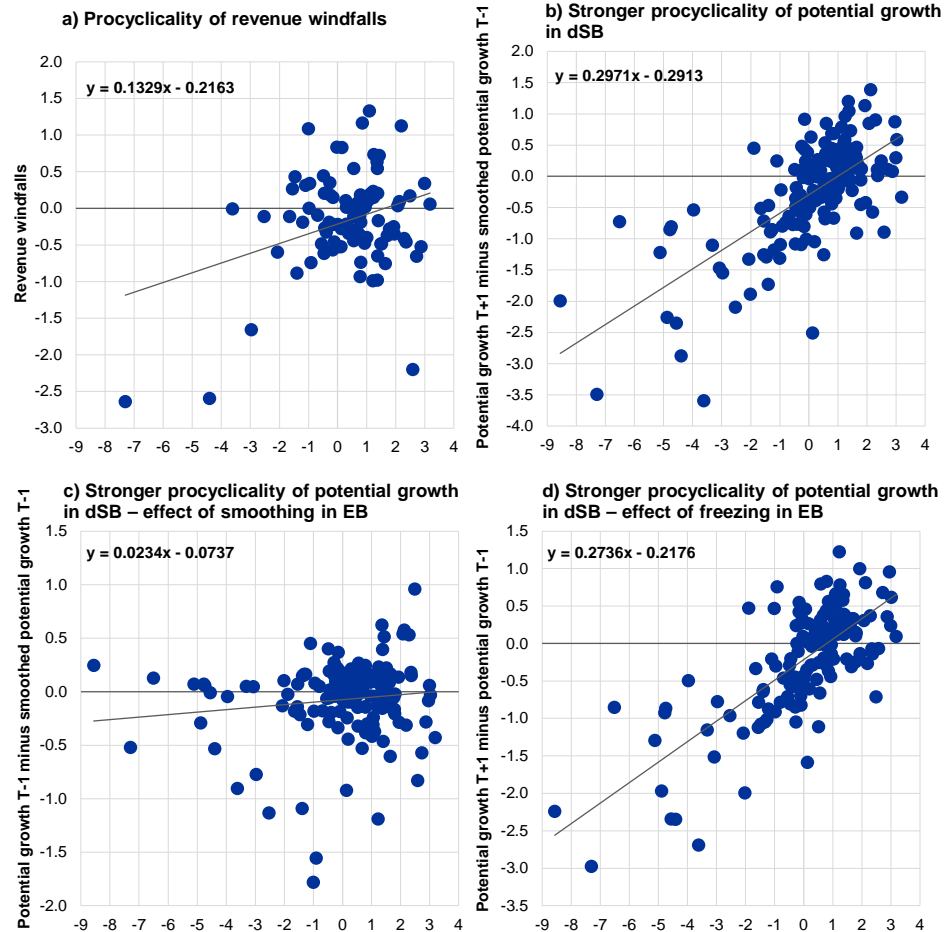 a) Procyclicality of revenue windfalls
y = 0.1329x - 0.2163
Revenue windfalls
2.0
1.5
1.0
0.5
0.0
-0.5
-1.0
-1.5
-2.0
-2.5
-3.0
-9 -8 -7 -6 -5 -4 -3 -2 -1 0 1 2 3 4
b) Stronger procyclicality of potential growth
in dSB
y = 0.2971x - 0.2913
Potential growth T+1 minus smoothed potential growth T-1
2.0
1.5
1.0
0.5
0.0
-0.5
-1.0
-1.5
-2.0
-2.5
-3.0
-3.5
-4.0
-9 -8 -7 -6 -5 -4 -3 -2 -1 0 1 2 3 4
c) Stronger procyclicality of potential growth
in dSB – effect of smoothing in EB
y = 0.0234x - 0.0737
Potential growth T-1 minus smoothed potential growth T-1
1.5
1.0
0.5
0.0
-0.5
-1.0
-1.5
-2.0
-9 -8 -7 -6 -5 -4 -3 -2 -1 0 1 2 3 4
d) Stronger procyclicality of potential growth
in dSB – effect of freezing in EB
y = 0.2736x - 0.2176
Potential growth T+1 minus potential growth T-1
1.5
1.0
0.5
0.0
-0.5
-1.0
-1.5
-2.0
-2.5
-3.0
-3.5
-9 -8 -7 -6 -5 -4 -3 -2 -1 0 1 2 3 4